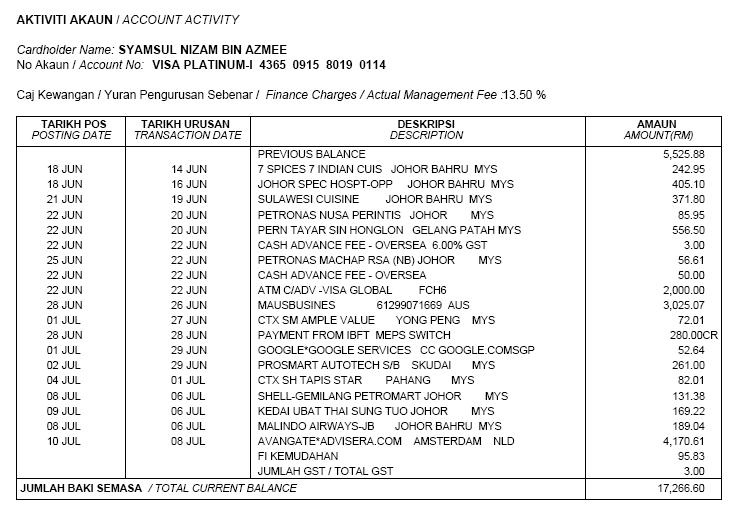 AKTIVITI AKAUN / ACCOUNT ACTIVITY
Cardholder Name: SYAMSUL NIZAM BIN AZMEE
No Akaun / Account No: VISA PLATINUM-I 4365 0915 8019 0114
Caj Kewangan / Yuran Pengurusan Sebenar / Finance Charges / Actual Management Fee :13.50 %
TARIKH POS TARIKH URUSAN DESKRIPSI AMAUN
POSTING DATE TRANSACTION DATE DESCRIPTION AMOUNT(RM)
PREVIOUS BALANCE 5,525.88
18 JUN 14 JUN 7 SPICES 7 INDIAN CUIS JOHOR BAHRU MYS 242.95
18 JUN 16 JUN JOHOR SPEC HOSPT-OPP JOHOR BAHRU MYS 405.10
21 JUN 19 JUN SULAWESI CUISINE JOHOR BAHRU MYS 371.80
22 JUN 20 JUN PETRONAS NUSA PERINTIS JOHOR MYS 85.95
22 JUN 20 JUN PERN TAYAR SIN HONGLON GELANG PATAH MYS 556.50
22 JUN 22 JUN CASH ADVANCE FEE - OVERSEA 6.00% GST 3.00
25 JUN 22 JUN PETRONAS MACHAP RSA (NB) JOHOR MYS 56.61
22 JUN 22 JUN CASH ADVANCE FEE - OVERSEA 50.00
22 JUN 22 JUN ATM C/ADV -VISA GLOBAL FCH6 2,000.00
28 JUN 26 JUN MAUSBUSINES 61299071669 AUS 3,025.07
01 JUL 27 JUN CTX SM AMPLE VALUE YONG PENG MYS 72.01
28 JUN 28 JUN PAYMENT FROM IBFT MEPS SWITCH 280.00CR
01 JUL 29 JUN GOOGLE*GOOGLE SERVICES CC GOOGLE.COMSGP 52.64
02 JUL 29 JUN PROSMART AUTOTECH S/B SKUDAI MYS 261.00
04 JUL 01 JUL CTX SH TAPIS STAR PAHANG MYS 82.01
08 JUL 06 JUL SHELL-GEMILANG PETROMART JOHOR MYS 131.38
09 JUL 06 JUL KEDAI UBAT THAI SUNG TUO JOHOR MYS 169.22
08 JUL 06 JUL MALINDO AIRWAYS-JB JOHOR BAHRU MYS 189.04
10 JUL 08 JUL AVANGATE*ADVISERA.COM AMSTERDAM NLD 4,170.61
FI KEMUDAHAN 95.83
JUMLAH GST / TOTAL GST 3.00
JUMLAH BAKI SEMASA / TOTAL CURRENT BALANCE 17,266.60